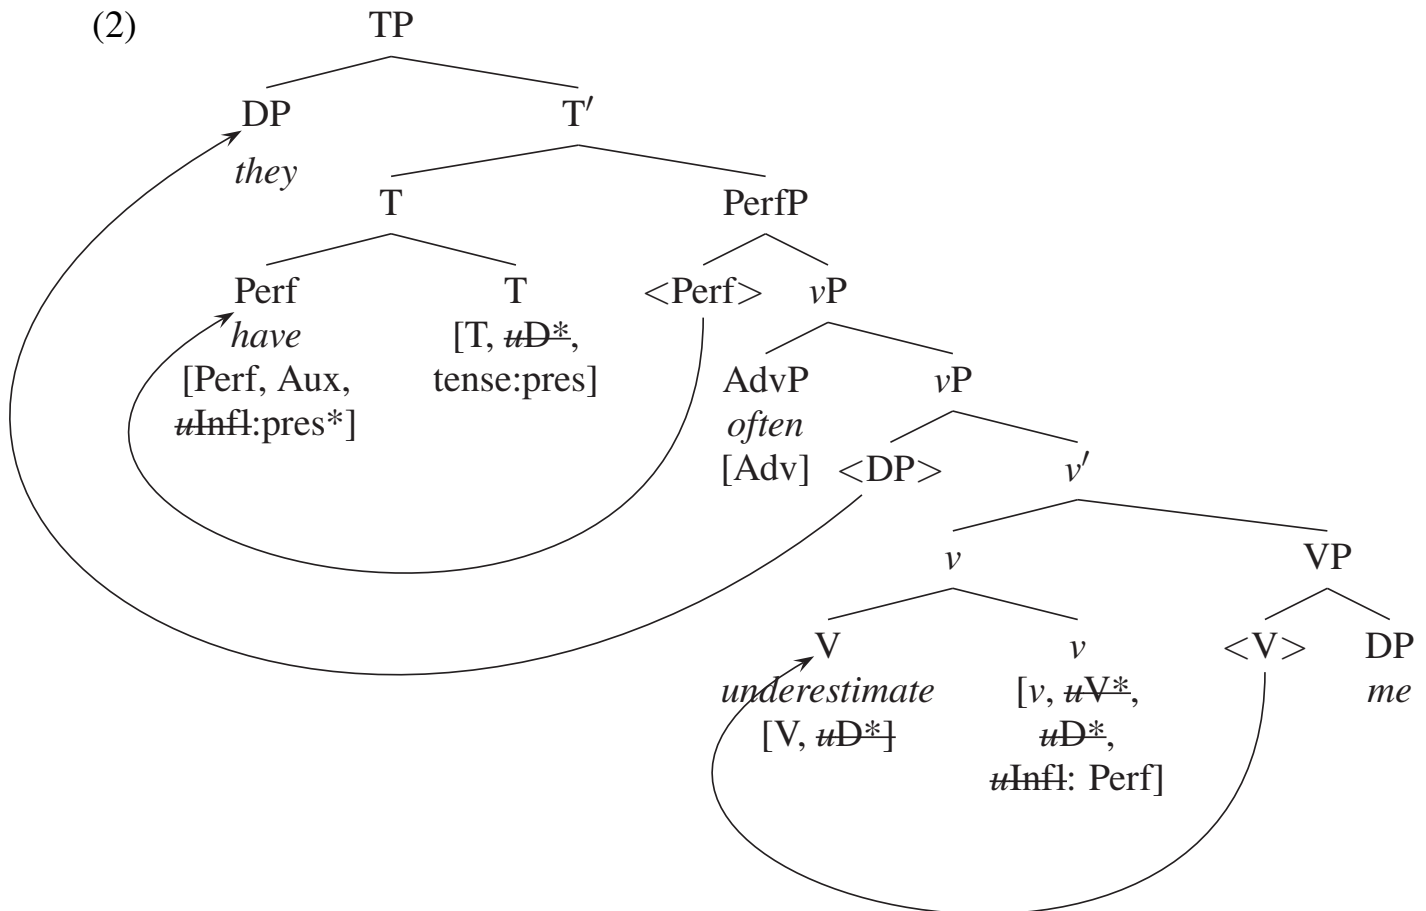 (2) TP
DP T′
they
T PerfP
Perf T <Perf> vP
have [T, uD*,
[Perf, Aux, tense:pres] AdvP vP
uInfl:pres*] often
[Adv] <DP> v′
v VP
V v <V> DP
underestimate [v, uV*, me
[V, uD*] uD*,
uInfl: Perf]